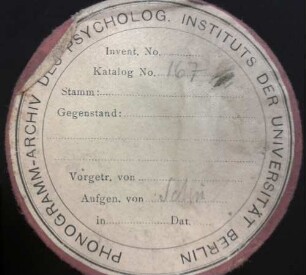 PHONOGRAMM-ARCHIV DES PSYCHOLOG. INSTITUTS DER UNIVERSITÄT BERLIN
Invent. No.
Katalog No. 167
Stamm:
Gegenstand:
Vorgetr. von
Aufgen. von
in Dat.